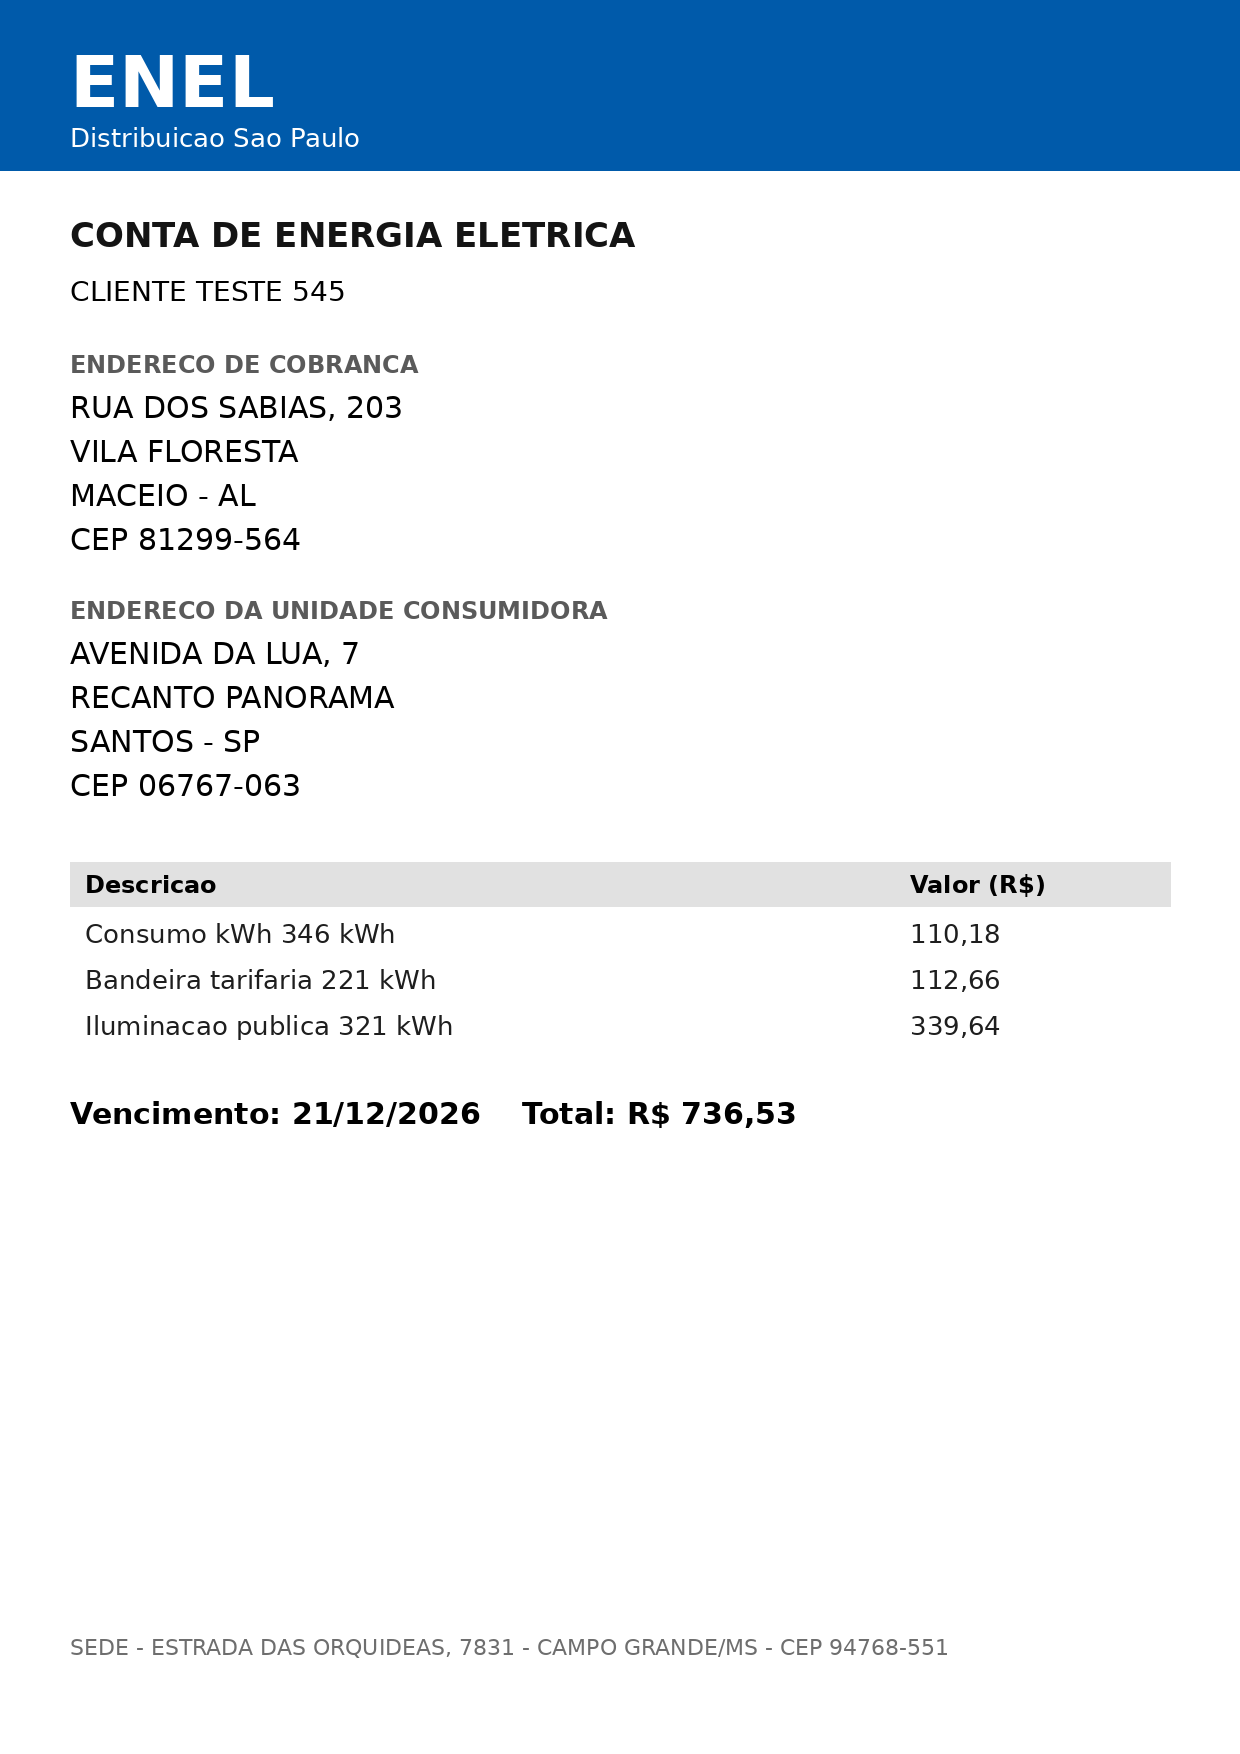 ENEL
Distribuicao Sao Paulo
CONTA DE ENERGIA ELETRICA
CLIENTE TESTE 545
ENDERECO DE COBRANCA
RUA DOS SABIAS, 203
VILA FLORESTA
MACEIO - AL
CEP 81299-564
ENDERECO DA UNIDADE CONSUMIDORA
AVENIDA DA LUA, 7
RECANTO PANORAMA
SANTOS - SP
CEP 06767-063
Descricao Valor (R$)
Consumo kWh 346 kWh 110,18
Bandeira tarifaria 221 kWh 112,66
Iluminacao publica 321 kWh 339,64
Vencimento: 21/12/2026 Total: R$ 736,53
SEDE - ESTRADA DAS ORQUIDEAS, 7831 - CAMPO GRANDE/MS - CEP 94768-551